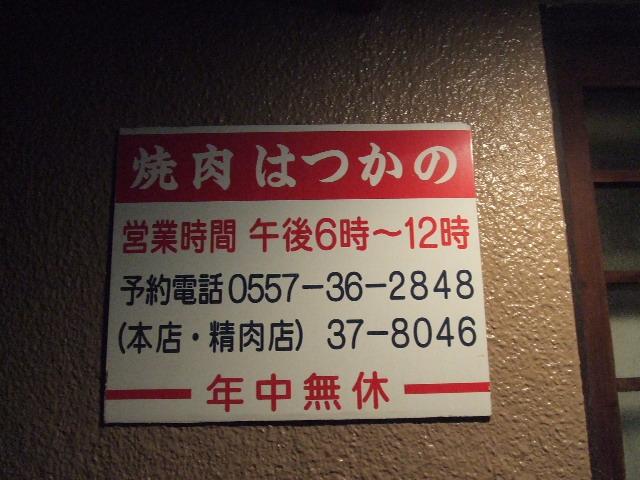 焼肉 はつかの
営業時間 午後6時～12時
予約電話 0557－36－2848
(本店・精肉店) 37－8046
年中無休